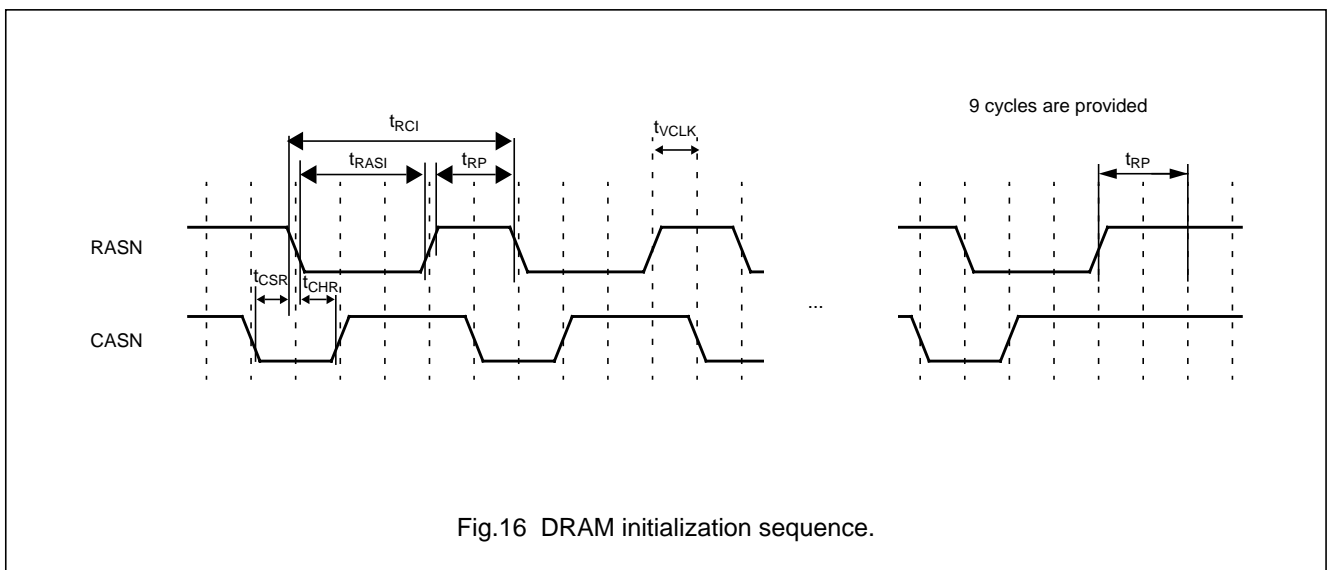 9 cycles are provided
tRCI
tVCLK
tRASI
tRP
tRP
RASN
tCSR
tCHR
...
CASN
Fig.16 DRAM initialization sequence.